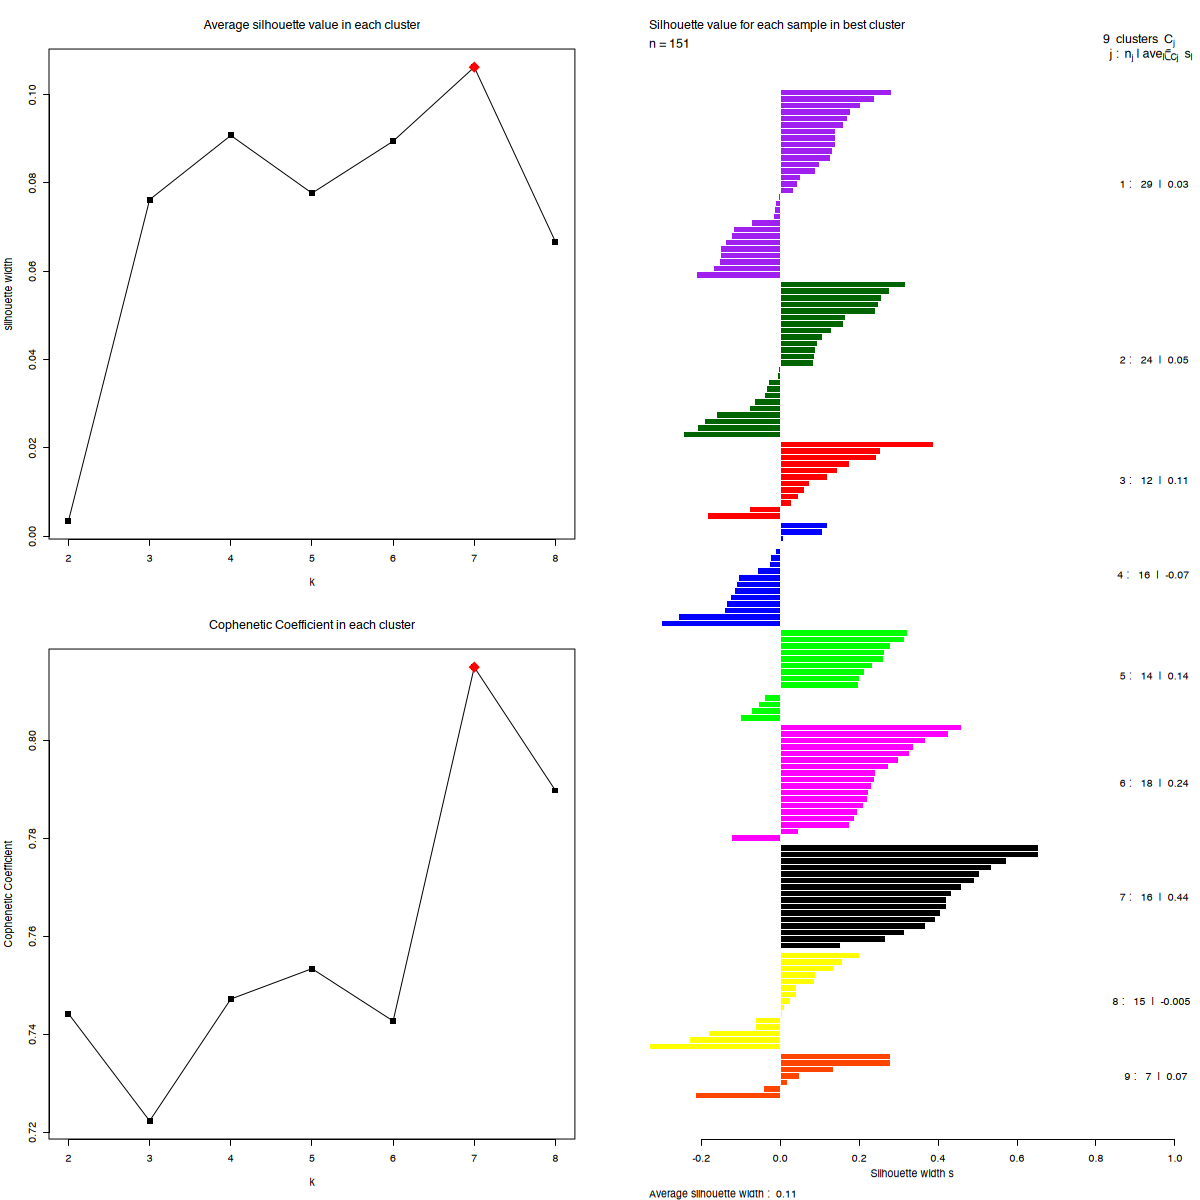 Average silhouette value in each cluster
silhouette width
0.00 0.02 0.04 0.06 0.08 0.10
2 3 4 5 6 7 8
k
Cophenetic Coefficient in each cluster
Cophenetic Coefficient
0.72 0.74 0.76 0.78 0.80
2 3 4 5 6 7 8
k
Silhouette value for each sample in best cluster
n = 151
9 clusters Cj
j : nj | avei∈Cj si
1 : 29 | 0.03
2 : 24 | 0.05
3 : 12 | 0.11
4 : 16 | -0.07
5 : 14 | 0.14
6 : 18 | 0.24
7 : 16 | 0.44
8 : 15 | -0.005
9 : 7 | 0.07
-0.2 0.0 0.2 0.4 0.6 0.8 1.0
Silhouette width s
Average silhouette width : 0.11